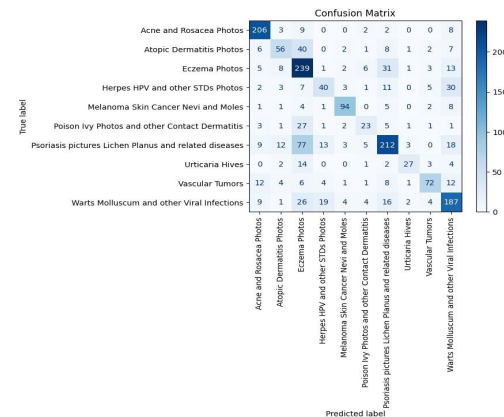 Confusion Matrix
True label
Acne and Rosacea Photos 206 3 9 0 0 2 2 0 0 8
Atopic Dermatitis Photos 6 56 40 0 2 1 8 1 2 7
Eczema Photos 5 8 239 1 2 6 31 1 3 13
Herpes HPV and other STDs Photos 2 3 7 40 3 1 11 0 5 30
Melanoma Skin Cancer Nevi and Moles 1 1 4 1 94 0 5 0 2 8
Poison Ivy Photos and other Contact Dermatitis 3 1 27 1 2 23 5 1 1 1
Psoriasis pictures Lichen Planus and related diseases 9 12 77 13 3 5 212 3 0 18
Urticaria Hives 0 2 14 0 0 1 2 27 3 4
Vascular Tumors 12 4 6 4 1 1 8 1 72 12
Warts Molluscum and other Viral Infections 9 1 26 19 4 4 16 2 4 187
200
150
100
50
0
Acne and Rosacea Photos
Atopic Dermatitis Photos
Eczema Photos
Herpes HPV and other STDs Photos
Melanoma Skin Cancer Nevi and Moles
Poison Ivy Photos and other Contact Dermatitis
Psoriasis pictures Lichen Planus and related diseases
Urticaria Hives
Vascular Tumors
Warts Molluscum and other Viral Infections
Predicted label